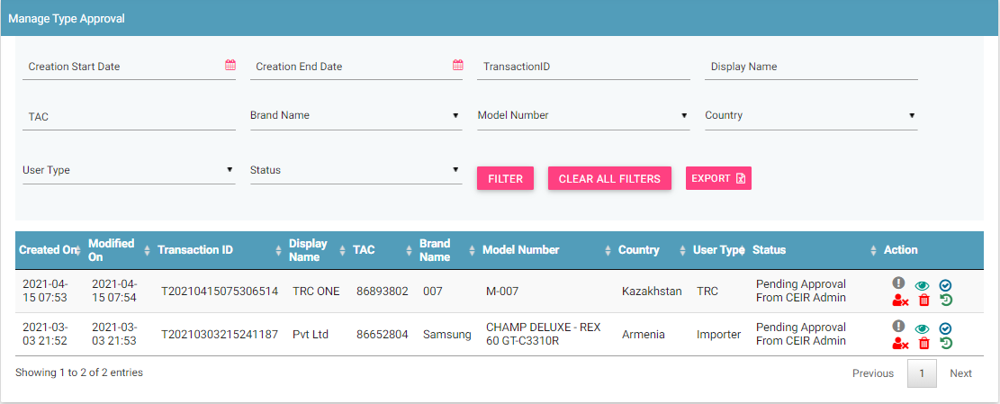 Manage Type Approval
Creation Start Date
Creation End Date
TransactionID
Display Name
TAC
Brand Name
Model Number
Country
User Type
Status
FILTER
CLEAR ALL FILTERS
EXPORT
Created On Modified On Transaction ID Display Name TAC Brand Name Model Number Country User Type Status Action
2021-04-15 07:53 2021-04-15 07:54 T20210415075306514 TRC ONE 86893802 007 M-007 Kazakhstan TRC Pending Approval From CEIR Admin
2021-03-03 21:52 2021-03-03 21:53 T20210303215241187 Pvt Ltd 86652804 Samsung CHAMP DELUXE - REX 60 GT-C3310R Armenia Importer Pending Approval From CEIR Admin
Showing 1 to 2 of 2 entries
Previous 1 Next